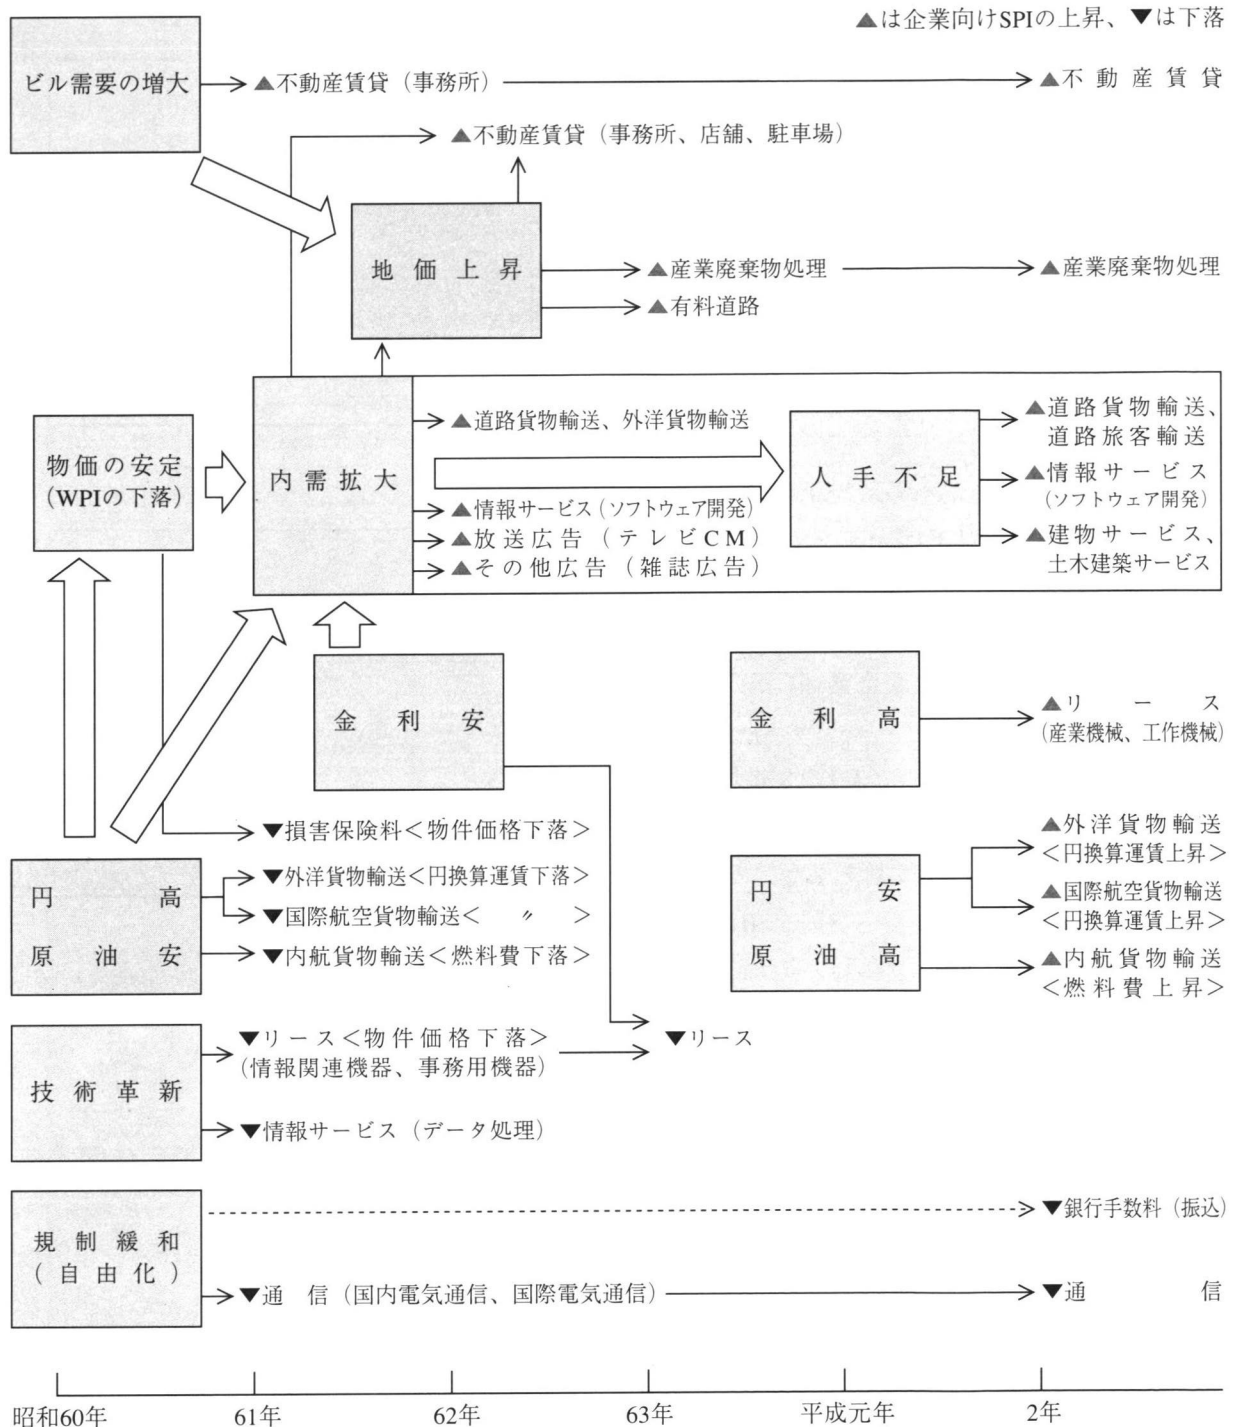 ▲は企業向けSPIの上昇、▼は下落
ビル需要の増大
▲不動産賃貸（事務所）
▲不動産賃貸
▲不動産賃貸（事務所、店舗、駐車場）
地価上昇
▲産業廃棄物処理
▲産業廃棄物処理
▲有料道路
物価の安定
(WPIの下落)
内需拡大
▲道路貨物輸送、外洋貨物輸送
▲情報サービス（ソフトウェア開発）
▲放送広告（テレビCM）
▲その他広告（雑誌広告）
人手不足
▲道路貨物輸送、
道路旅客輸送
▲情報サービス
(ソフトウェア開発)
▲建物サービス、
土木建築サービス
金利安
金利高
▲リース
(産業機械、工作機械)
▼損害保険料＜物件価格下落＞
円高
原油安
▼外洋貨物輸送＜円換算運賃下落＞
▼国際航空貨物輸送＜　〃　＞
▼内航貨物輸送＜燃料費下落＞
円安
原油高
▲外洋貨物輸送
＜円換算運賃上昇＞
▲国際航空貨物輸送
＜円換算運賃上昇＞
▲内航貨物輸送
＜燃料費上昇＞
技術革新
▼リース＜物件価格下落＞
(情報関連機器、事務用機器)
▼リース
▼情報サービス（データ処理）
規制緩和
(自由化)
▼銀行手数料（振込）
▼通信（国内電気通信、国際電気通信）
▼通信
昭和60年
61年
62年
63年
平成元年
2年